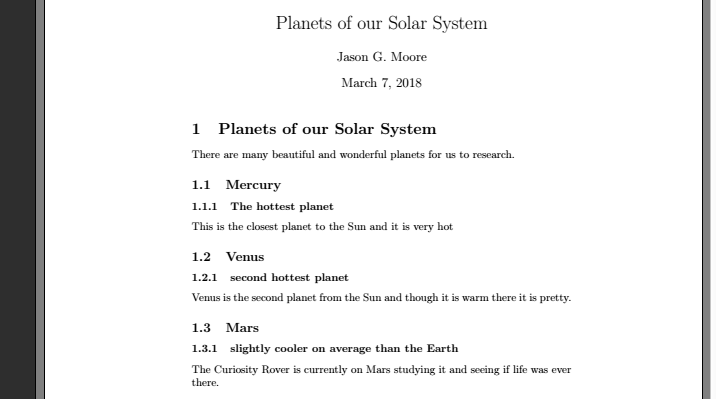 Planets of our Solar System
Jason G. Moore
March 7, 2018
1 Planets of our Solar System
There are many beautiful and wonderful planets for us to research.
1.1 Mercury
1.1.1 The hottest planet
This is the closest planet to the Sun and it is very hot
1.2 Venus
1.2.1 second hottest planet
Venus is the second planet from the Sun and though it is warm there it is pretty.
1.3 Mars
1.3.1 slightly cooler on average than the Earth
The Curiosity Rover is currently on Mars studying it and seeing if life was ever
there.